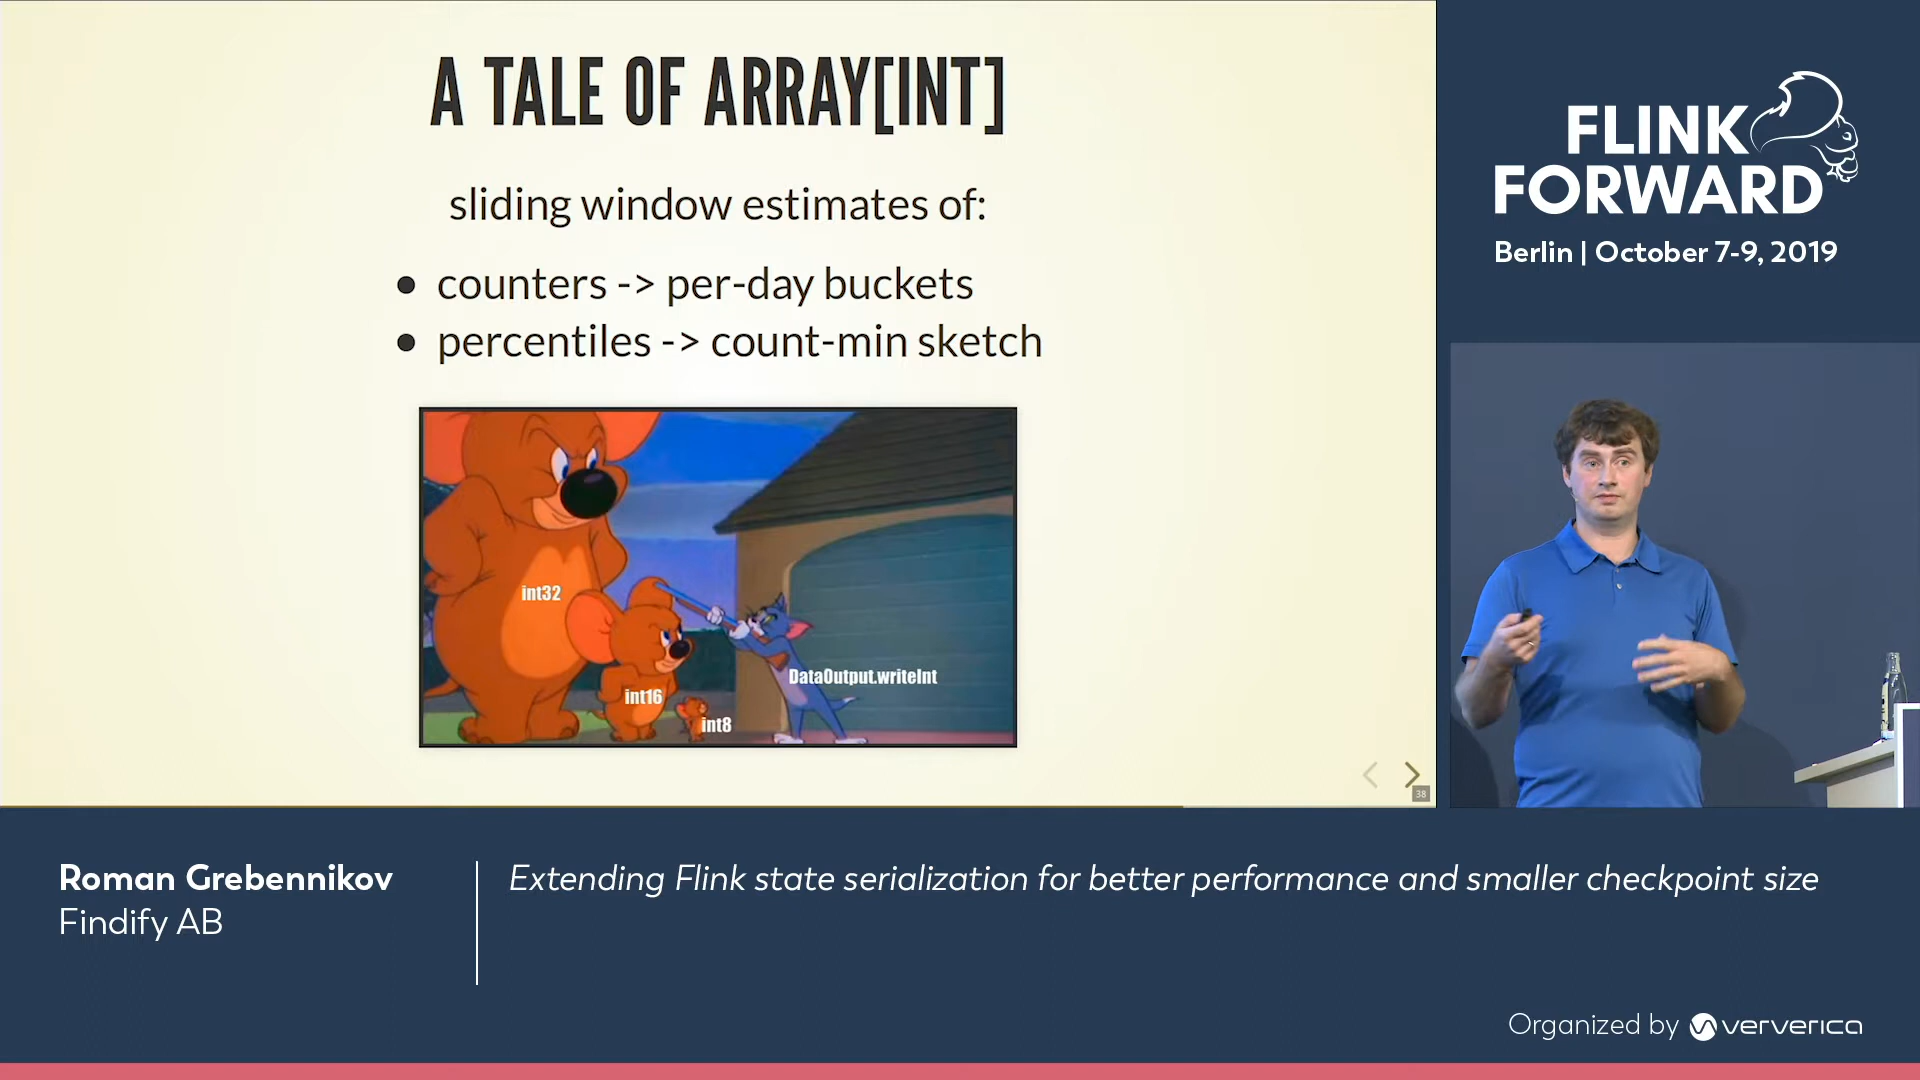 A TALE OF ARRAY[INT]
sliding window estimates of:
● counters -> per-day buckets
● percentiles -> count-min sketch
int32
int16
int8
DataOutput.writeInt
38
FLINK
FORWARD
Berlin | October 7-9, 2019
Roman Grebennikov
Findify AB
Extending Flink state serialization for better performance and smaller checkpoint size
Organized by ververica